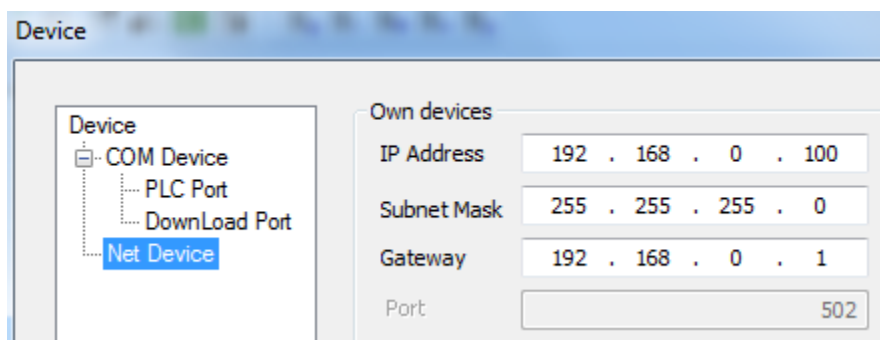 Device
Device
COM Device
PLC Port
DownLoad Port
Net Device
Own devices
IP Address 192 . 168 . 0 . 100
Subnet Mask 255 . 255 . 255 . 0
Gateway 192 . 168 . 0 . 1
Port 502